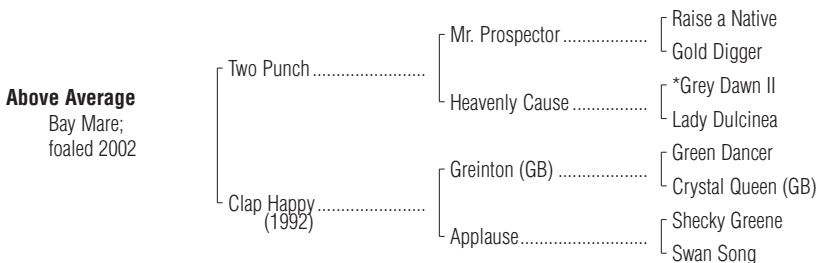 Above Average
Bay Mare;
foaled 2002
Two Punch........................
Clap Happy.......................
(1992)
Mr. Prospector..................
Heavenly Cause................
Greinton (GB)...................
Applause...........................
Raise a Native
Gold Digger
*Grey Dawn II
Lady Dulcinea
Green Dancer
Crystal Queen (GB)
Shecky Greene
Swan Song